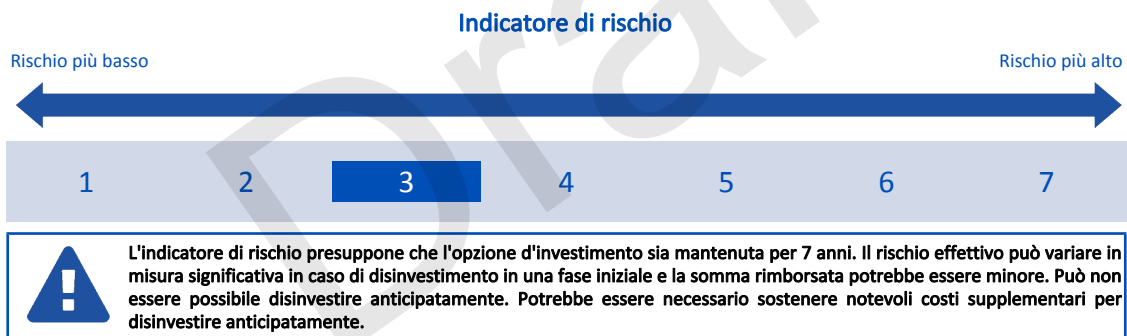 Indicatore di rischio
Rischio più basso
Rischio più alto
1 2 3 4 5 6 7
L'indicatore di rischio presuppone che l'opzione d'investimento sia mantenuta per 7 anni. Il rischio effettivo può variare in
misura significativa in caso di disinvestimento in una fase iniziale e la somma rimborsata potrebbe essere minore. Può non
essere possibile disinvestire anticipatamente. Potrebbe essere necessario sostenere notevoli costi supplementari per
disinvestire anticipatamente.